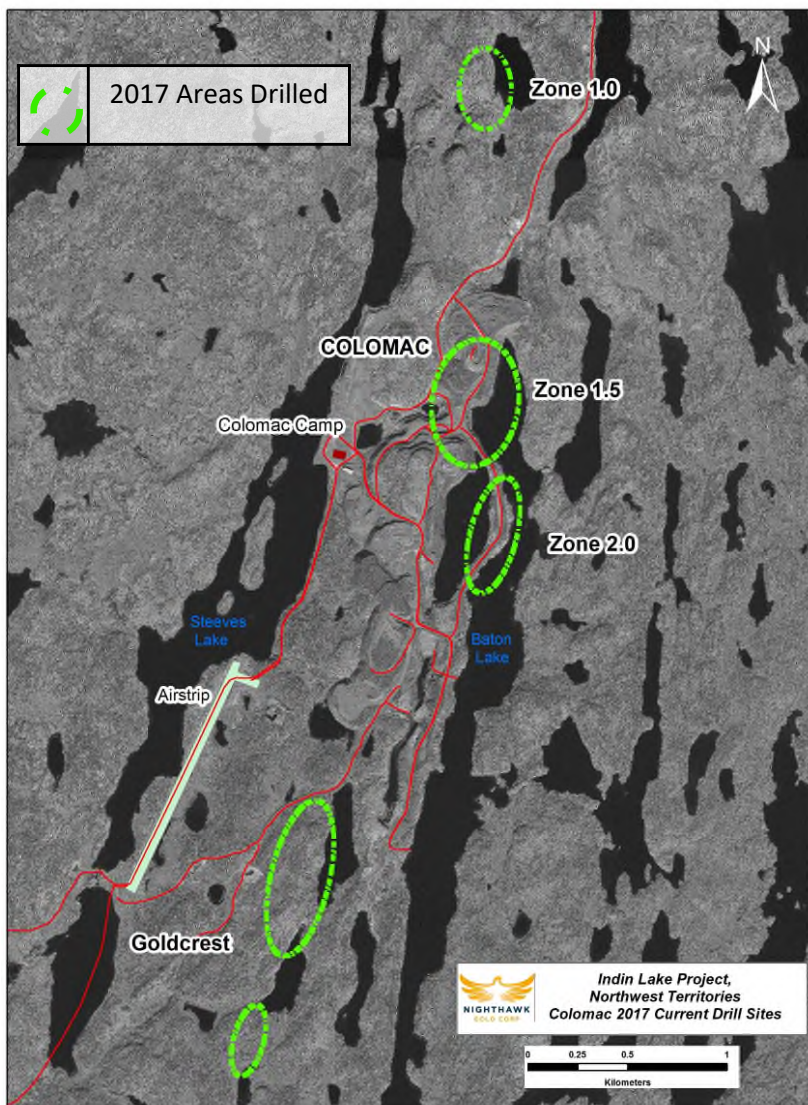 N
Zone 1.0
2017 Areas Drilled
COLOMAC
Zone 1.5
Colomac Camp
Zone 2.0
Steeves
Lake
Baton
Lake
Airstrip
Goldcrest
NIGHTHAWK
GOLD CORP
Indin Lake Project,
Northwest Territories
Colomac 2017 Current Drill Sites
0 0.25 0.5 1
Kilometers